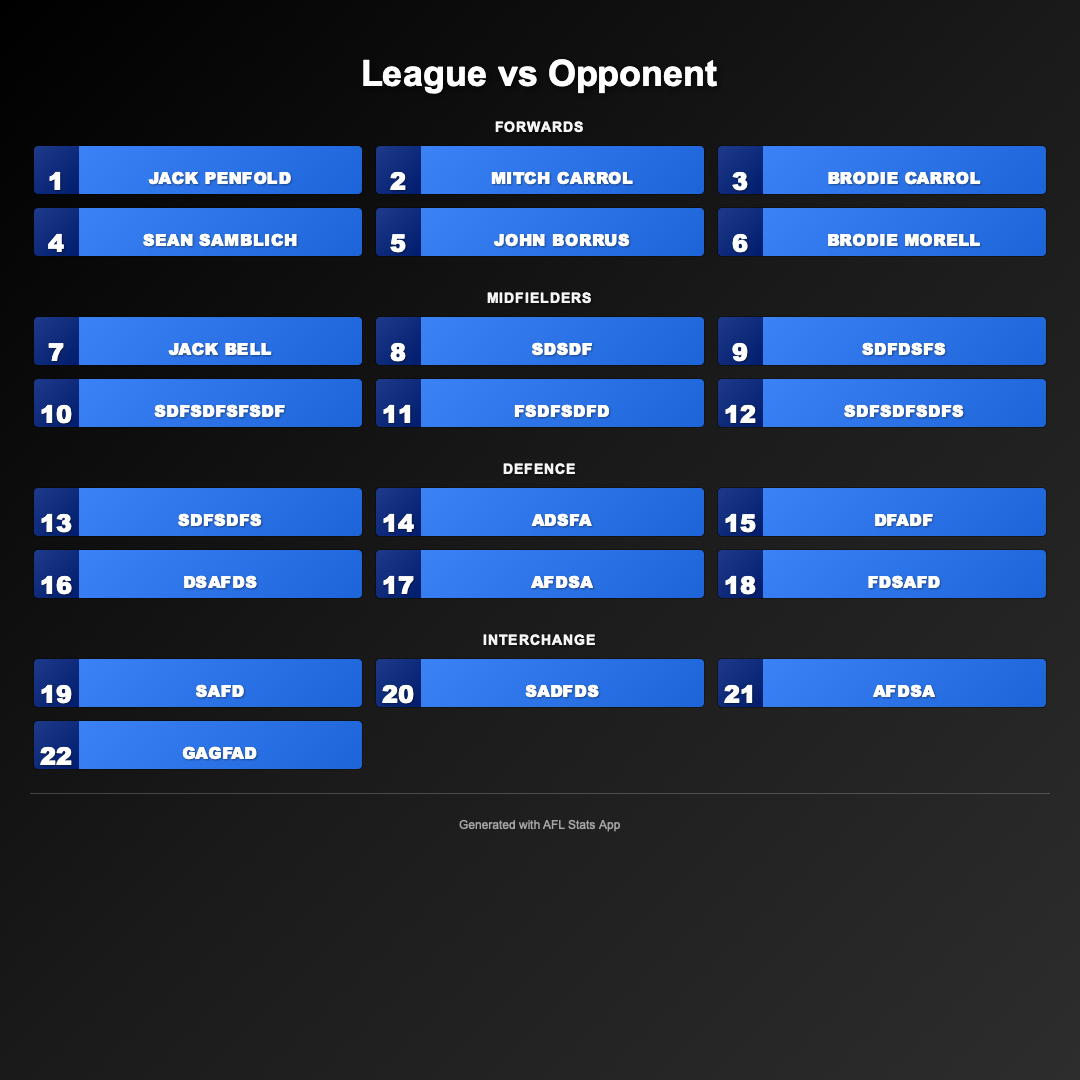 League vs Opponent
FORWARDS
1 JACK PENFOLD 2 MITCH CARROL 3 BRODIE CARROL
4 SEAN SAMBLICH 5 JOHN BORRUS 6 BRODIE MORELL
MIDFIELDERS
7 JACK BELL 8 SDSDF 9 SDFDSFS
10 SDFSDFSFSDF 11 FSDFSDFD 12 SDFSDFSDFS
DEFENCE
13 SDFSDFS 14 ADSFA 15 DFADF
16 DSAFDS 17 AFDSA 18 FDSAFD
INTERCHANGE
19 SAFD 20 SADFDS 21 AFDSA
22 GAGFAD
Generated with AFL Stats App